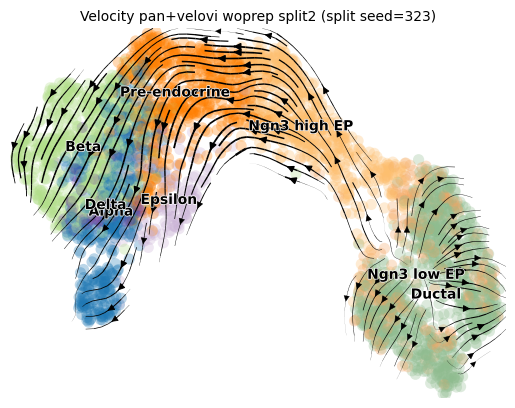 Velocity pan+velovi woprep split2 (split seed=323)
Pre-endocrine
Ngn3 high EP
Beta
Epsilon
Delta
Alpha
Ngn3 low EP
Ductal